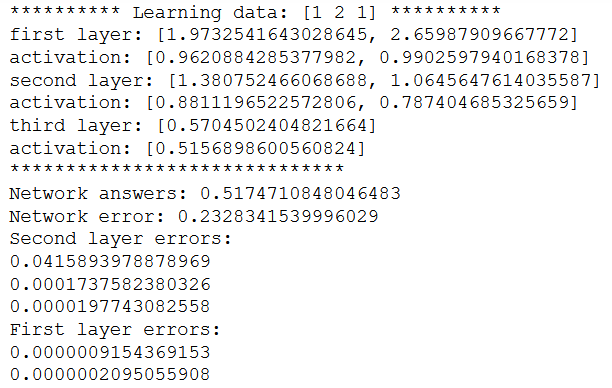 ********** Learning data: [1 2 1] **********
first layer: [1.9732541643028645, 2.65987909667772]
activation: [0.9620884285377982, 0.9902597940168378]
second layer: [1.380752466068688, 1.0645647614035587]
activation: [0.8811196522572806, 0.787404685325659]
third layer: [0.5704502404821664]
activation: [0.5156898600560824]
******************************
Network answers: 0.5174710848046483
Network error: 0.2328341539996029
Second layer errors:
0.0415893978878969
0.0001737582380326
0.0000197743082558
First layer errors:
0.0000009154369153
0.0000002095055908